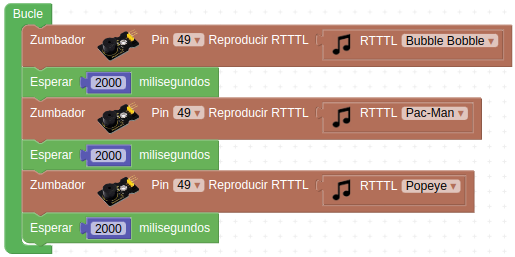 Bucle
Zumbador Pin 49 Reproducir RTTTL RTTTL Bubble Bobble
Esperar 2000 milisegundos
Zumbador Pin 49 Reproducir RTTTL RTTTL Pac-Man
Esperar 2000 milisegundos
Zumbador Pin 49 Reproducir RTTTL RTTTL Popeye
Esperar 2000 milisegundos